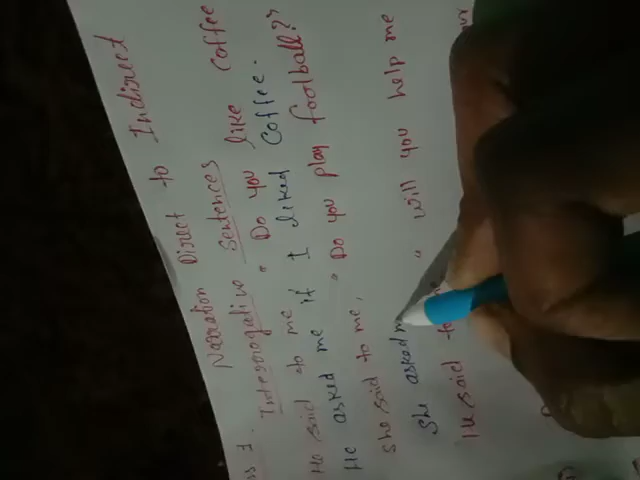 Narration Direct to Indirect
Interrogative Sentences
He said to me " Do you like coffee
He asked me if I liked coffee.
She said to me, " Do you play football?"
She asked m
He said to " will you help me